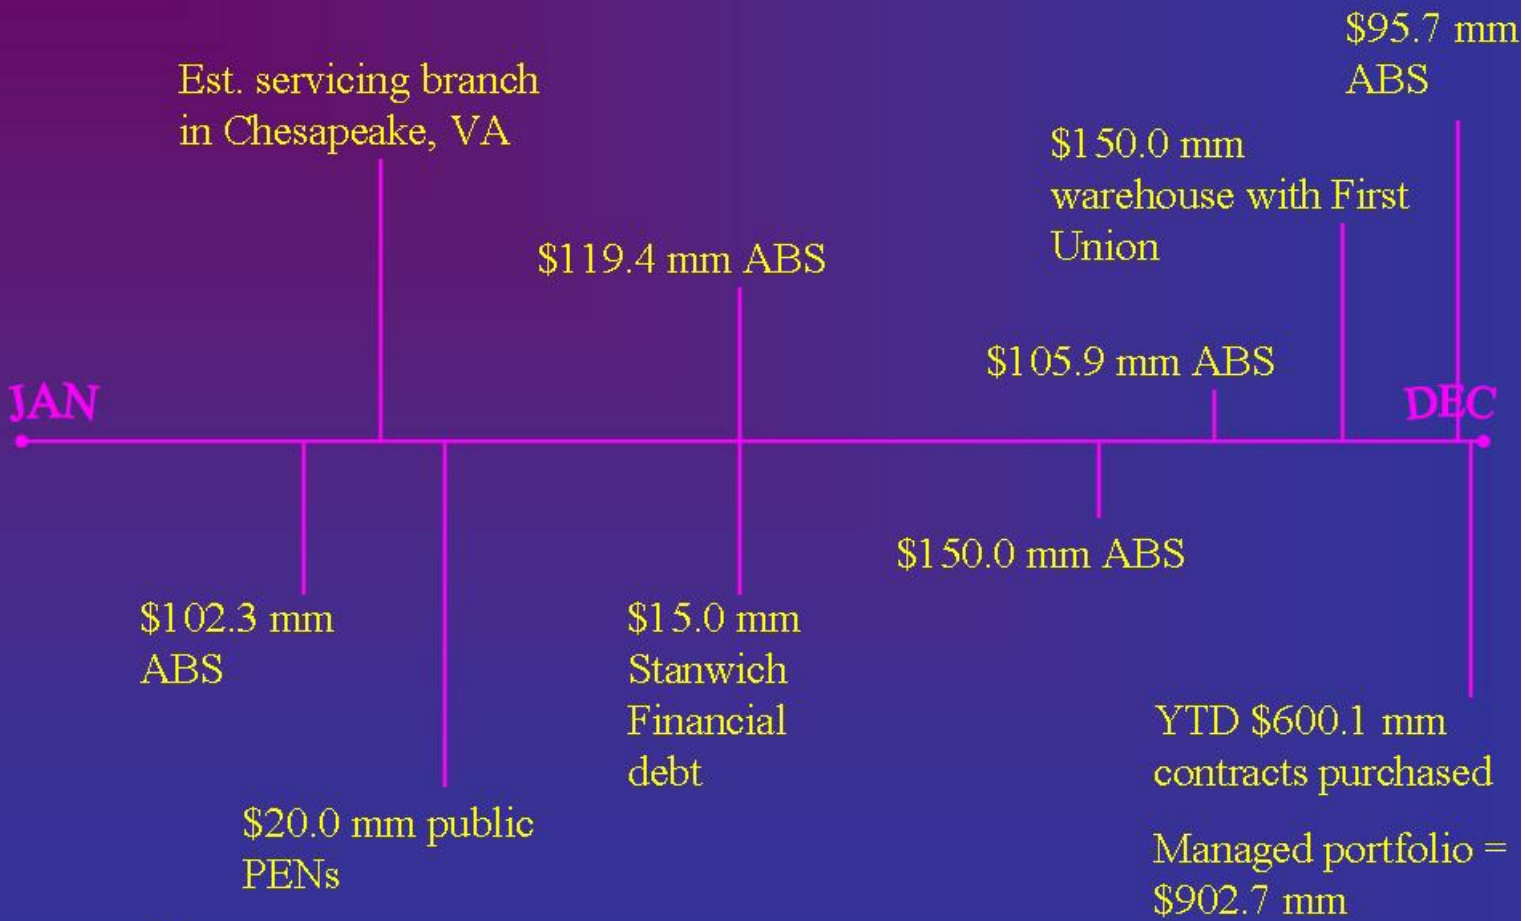 $95.7 mm
ABS
Est. servicing branch
in Chesapeake, VA
$150.0 mm
warehouse with First
Union
$119.4 mm ABS
$105.9 mm ABS
JAN
DEC
$150.0 mm ABS
$102.3 mm
ABS
$15.0 mm
Stanwich
Financial
debt
YTD $600.1 mm
contracts purchased
$20.0 mm public
PENs
Managed portfolio =
$902.7 mm